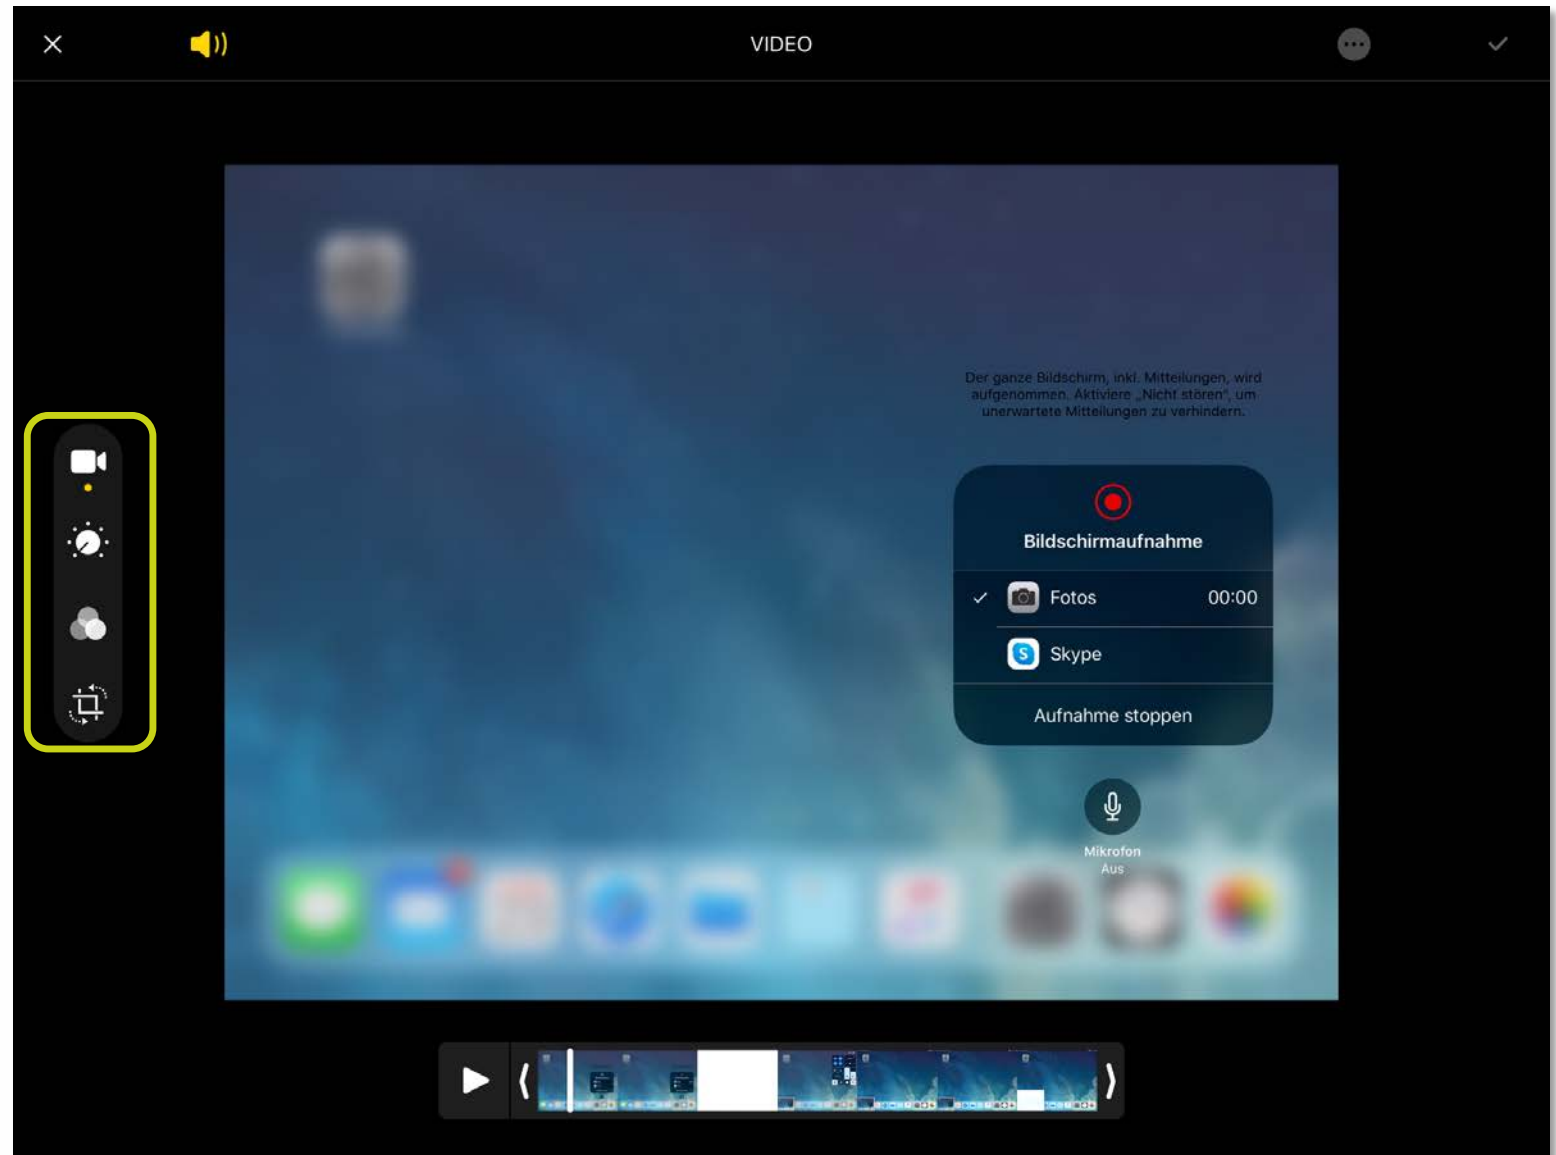 VIDEO
Der ganze Bildschirm, inkl. Mitteilungen, wird
aufgenommen. Aktiviere „Nicht stören“, um
unerwartete Mitteilungen zu verhindern.
Bildschirmaufnahme
Fotos 00:00
Skype
Aufnahme stoppen
Mikrofon
Aus